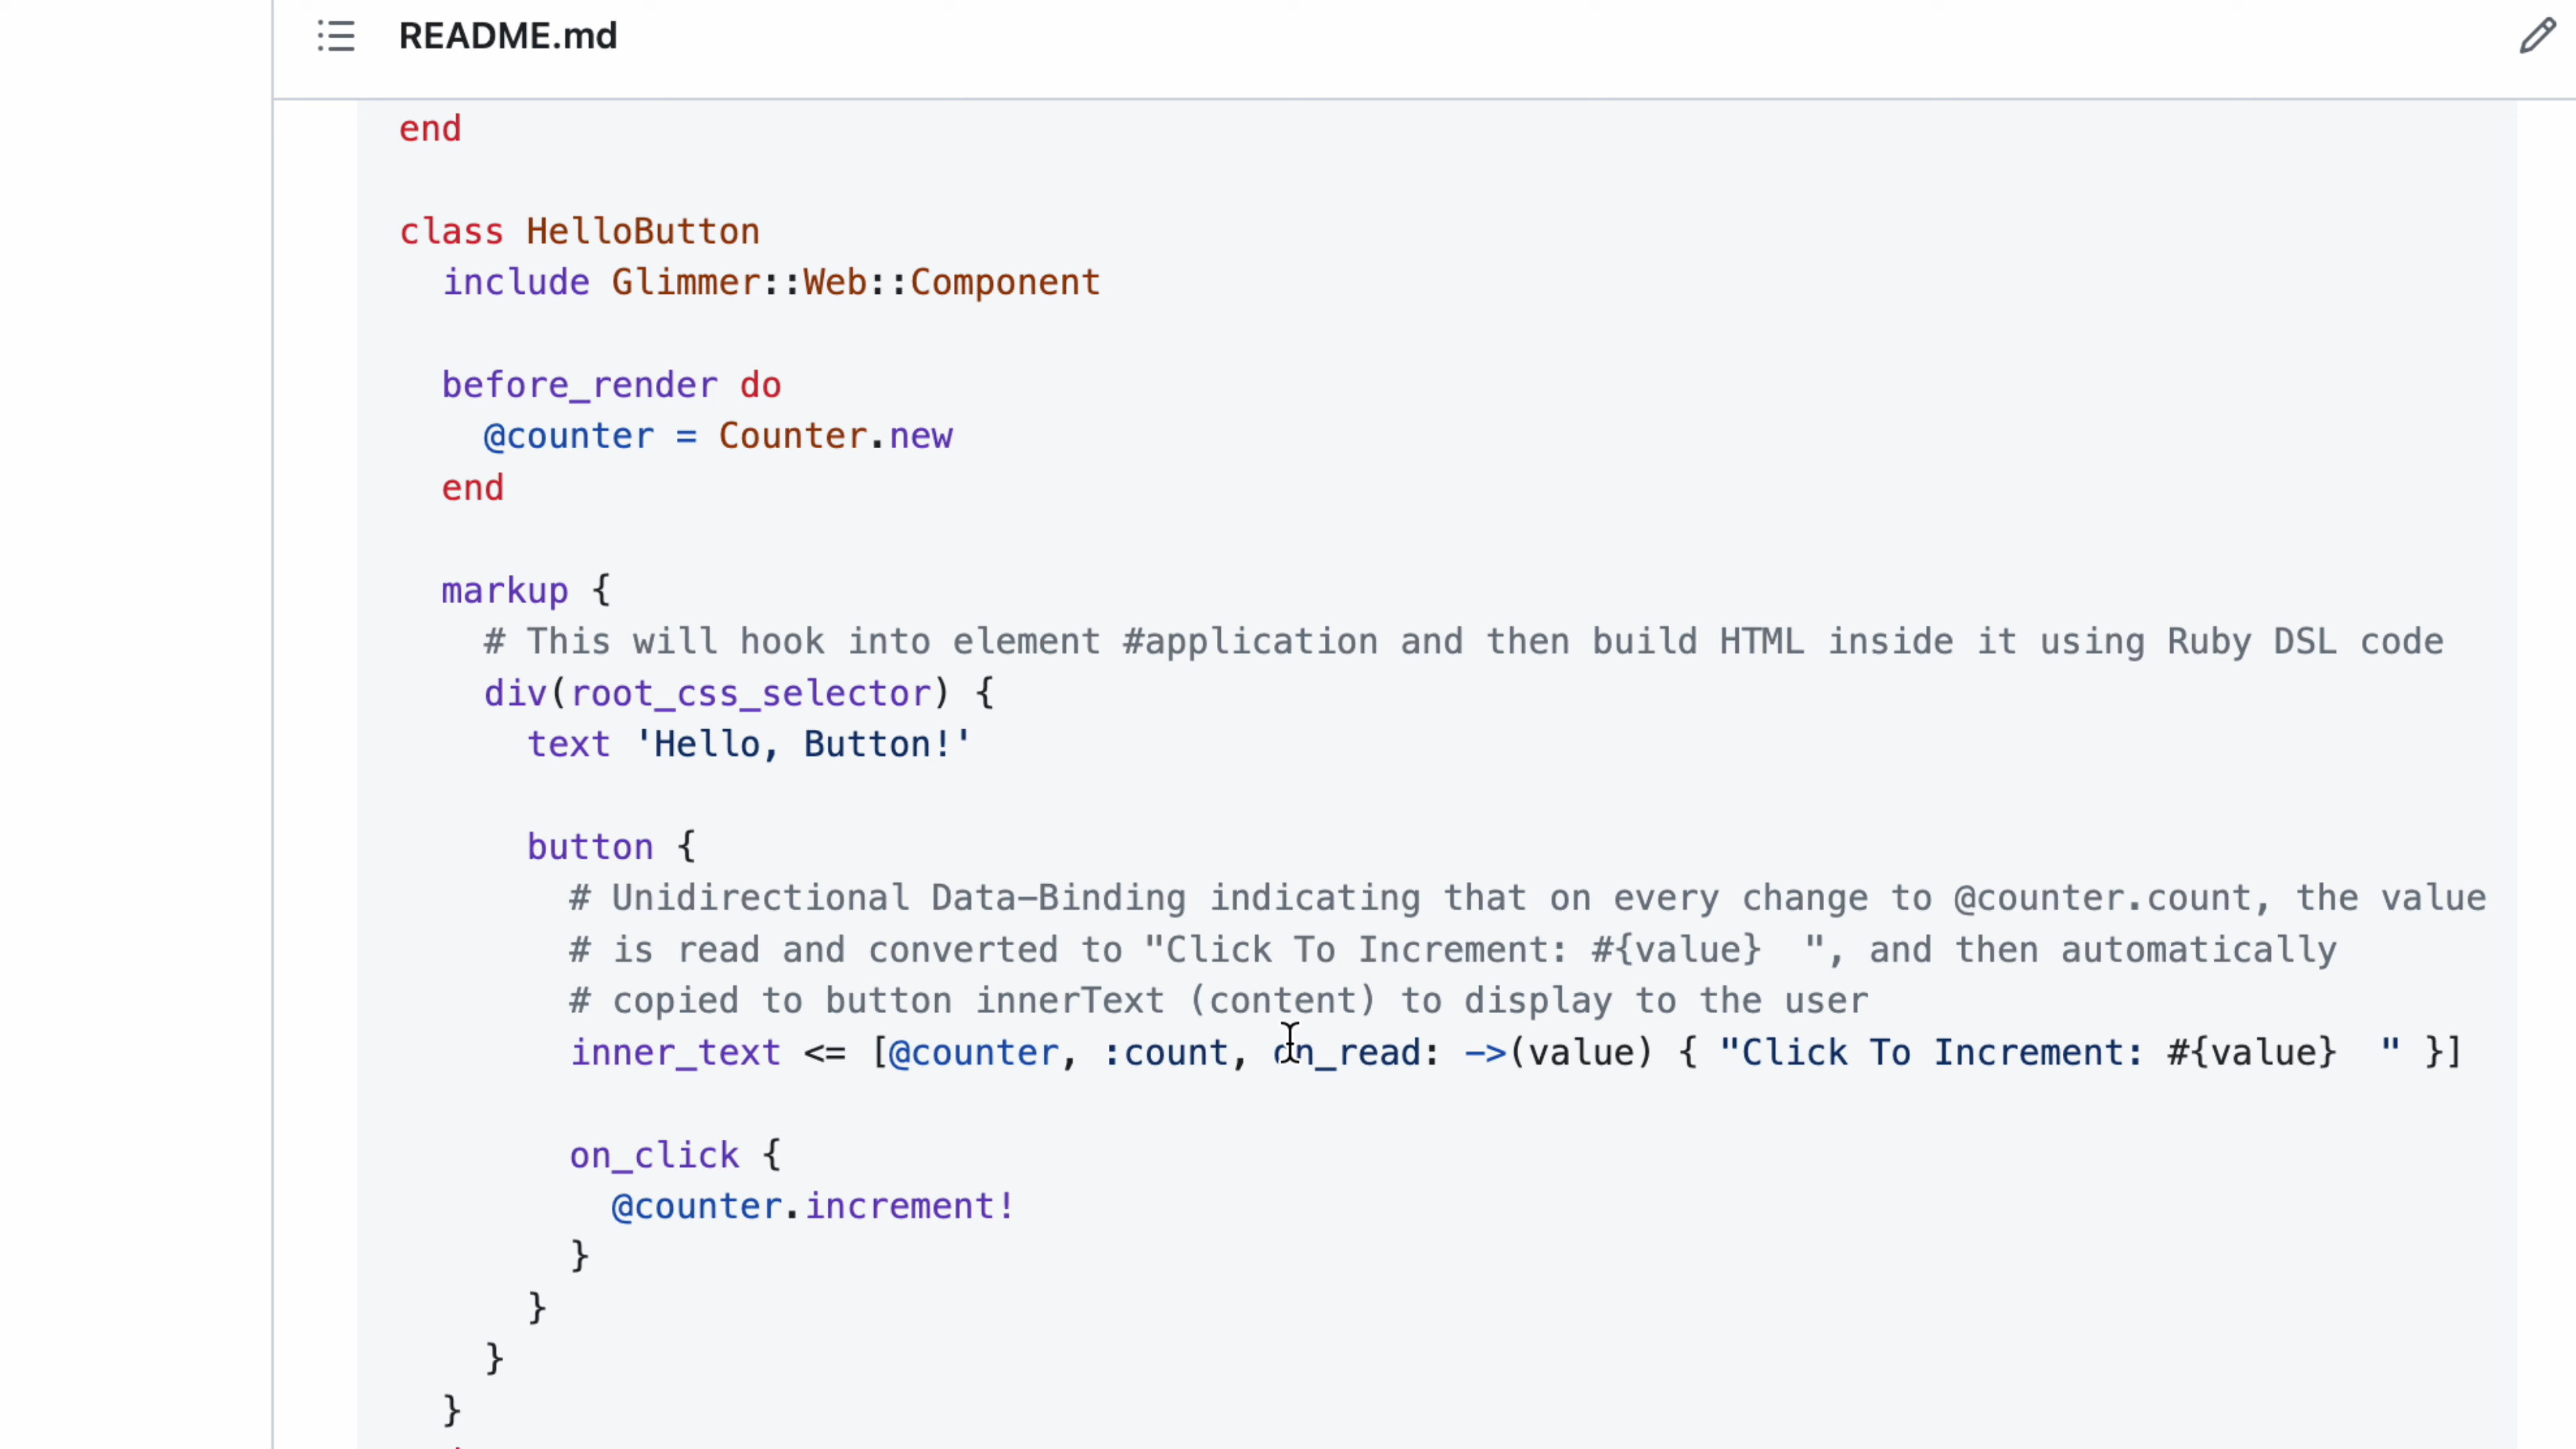 README.md
end
class HelloButton
include Glimmer::Web::Component
before_render do
@counter = Counter.new
end
markup {
# This will hook into element #application and then build HTML inside it using Ruby DSL code
div(root_css_selector) {
text 'Hello, Button!'
button {
# Unidirectional Data-Binding indicating that on every change to @counter.count, the value
# is read and converted to "Click To Increment: #{value}  ", and then automatically
# copied to button innerText (content) to display to the user
inner_text <= [@counter, :count, on_read: ->(value) { "Click To Increment: #{value}  " }]
on_click {
@counter.increment!
}
}
}
}